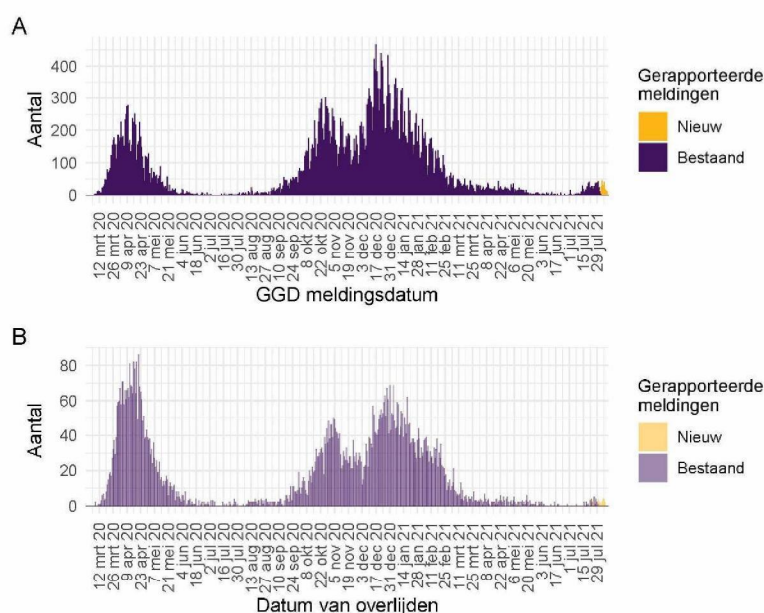 A
Aantal
400
300
200
100
0
12 mrt 20
26 mrt 20
9 apr 20
23 apr 20
7 mei 20
21 mei 20
4 jun 20
18 jun 20
2 jul 20
16 jul 20
30 jul 20
13 aug 20
27 aug 20
10 sep 20
24 sep 20
8 okt 20
22 okt 20
5 nov 20
19 nov 20
3 dec 20
17 dec 20
31 dec 20
14 jan 21
28 jan 21
11 feb 21
25 feb 21
11 mrt 21
25 mrt 21
8 apr 21
22 apr 21
6 mei 21
20 mei 21
3 jun 21
17 jun 21
1 jul 21
15 jul 21
29 jul 21
GGD meldingsdatum
Gerapporteerde
meldingen
Nieuw
Bestaand
B
Aantal
80
60
40
20
0
12 mrt 20
26 mrt 20
9 apr 20
23 apr 20
7 mei 20
21 mei 20
4 jun 20
18 jun 20
2 jul 20
16 jul 20
30 jul 20
13 aug 20
27 aug 20
10 sep 20
24 sep 20
8 okt 20
22 okt 20
5 nov 20
19 nov 20
3 dec 20
17 dec 20
31 dec 20
14 jan 21
28 jan 21
11 feb 21
25 feb 21
11 mrt 21
25 mrt 21
8 apr 21
22 apr 21
6 mei 21
20 mei 21
3 jun 21
17 jun 21
1 jul 21
15 jul 21
29 jul 21
Datum van overlijden
Gerapporteerde
meldingen
Nieuw
Bestaand